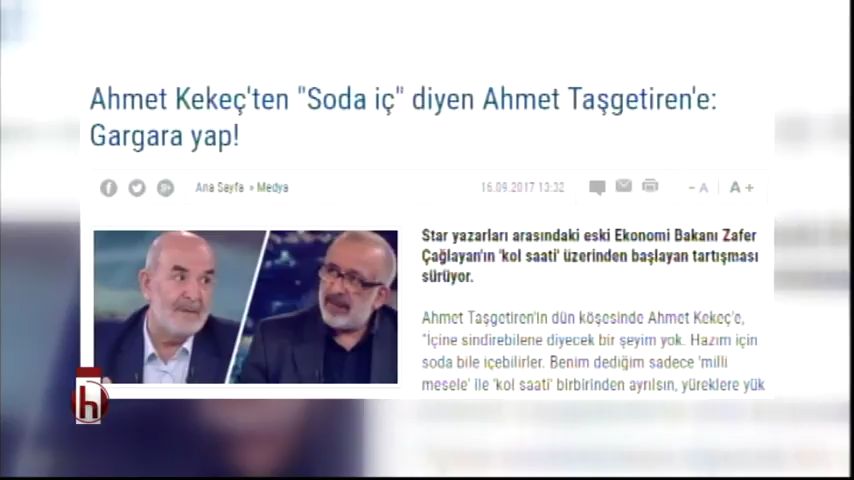 Ahmet Kekeç'ten "Soda iç" diyen Ahmet Taşgetiren'e:
Gargara yap!
Ana Sayfa » Medya
16.09.2017 13:32
- A
A +
Star yazarları arasındaki eski Ekonomi Bakanı Zafer
Çağlayan'ın 'kol saati' üzerinden başlayan tartışması
sürüyor.
Ahmet Taşgetiren'in dün köşesinde Ahmet Kekeç'e,
"İçine sindirebilene diyecek bir şeyim yok. Hazım için
soda bile içebilirler. Benim dediğim sadece 'milli
mesele' ile 'kol saati' birbirinden ayrılsın, yüreklere yük
h